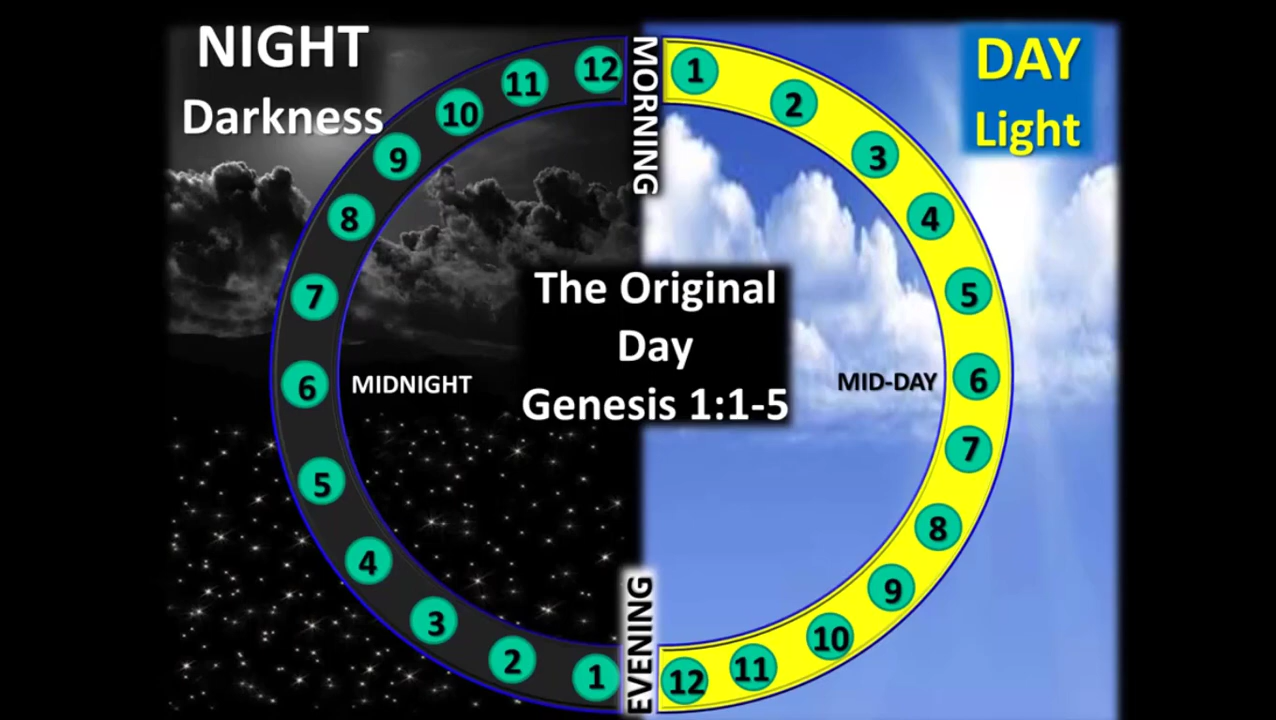 NIGHT
Darkness
DAY
Light
MORNING
1
2
3
4
5
6
7
8
9
10
11
12
EVENING
1
2
3
4
5
6
7
8
9
10
11
12
MIDNIGHT
MID-DAY
The Original
Day
Genesis 1:1-5